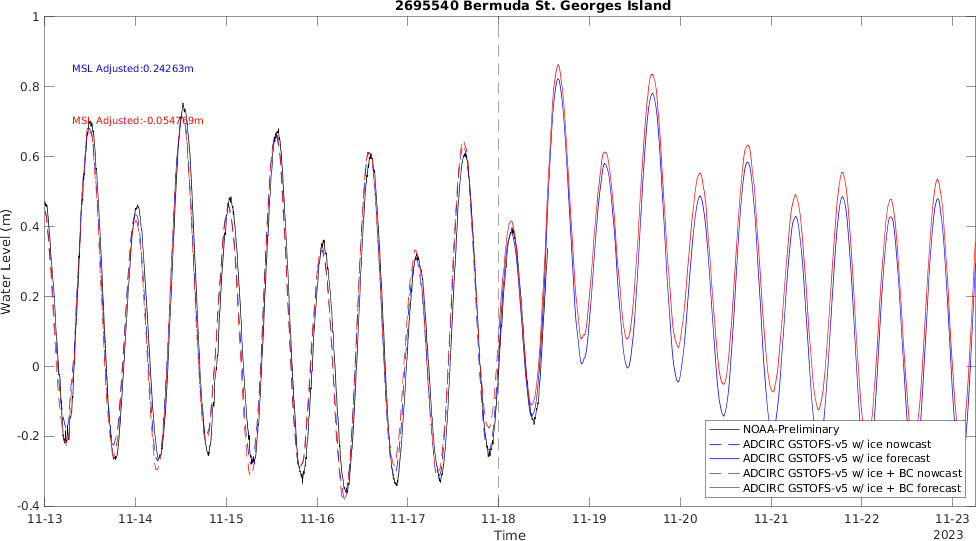 2695540 Bermuda St. Georges Island
1
0.8
0.6
0.4
0.2
0
-0.2
-0.4
Water Level (m)
MSL Adjusted:0.24263m
MSL Adjusted:-0.054769m
NOAA-Preliminary
ADCIRC GSTOFS-v5 w/ ice nowcast
ADCIRC GSTOFS-v5 w/ ice forecast
ADCIRC GSTOFS-v5 w/ ice + BC nowcast
ADCIRC GSTOFS-v5 w/ ice + BC forecast
11-13 11-14 11-15 11-16 11-17 11-18 11-19 11-20 11-21 11-22 11-23
Time
2023